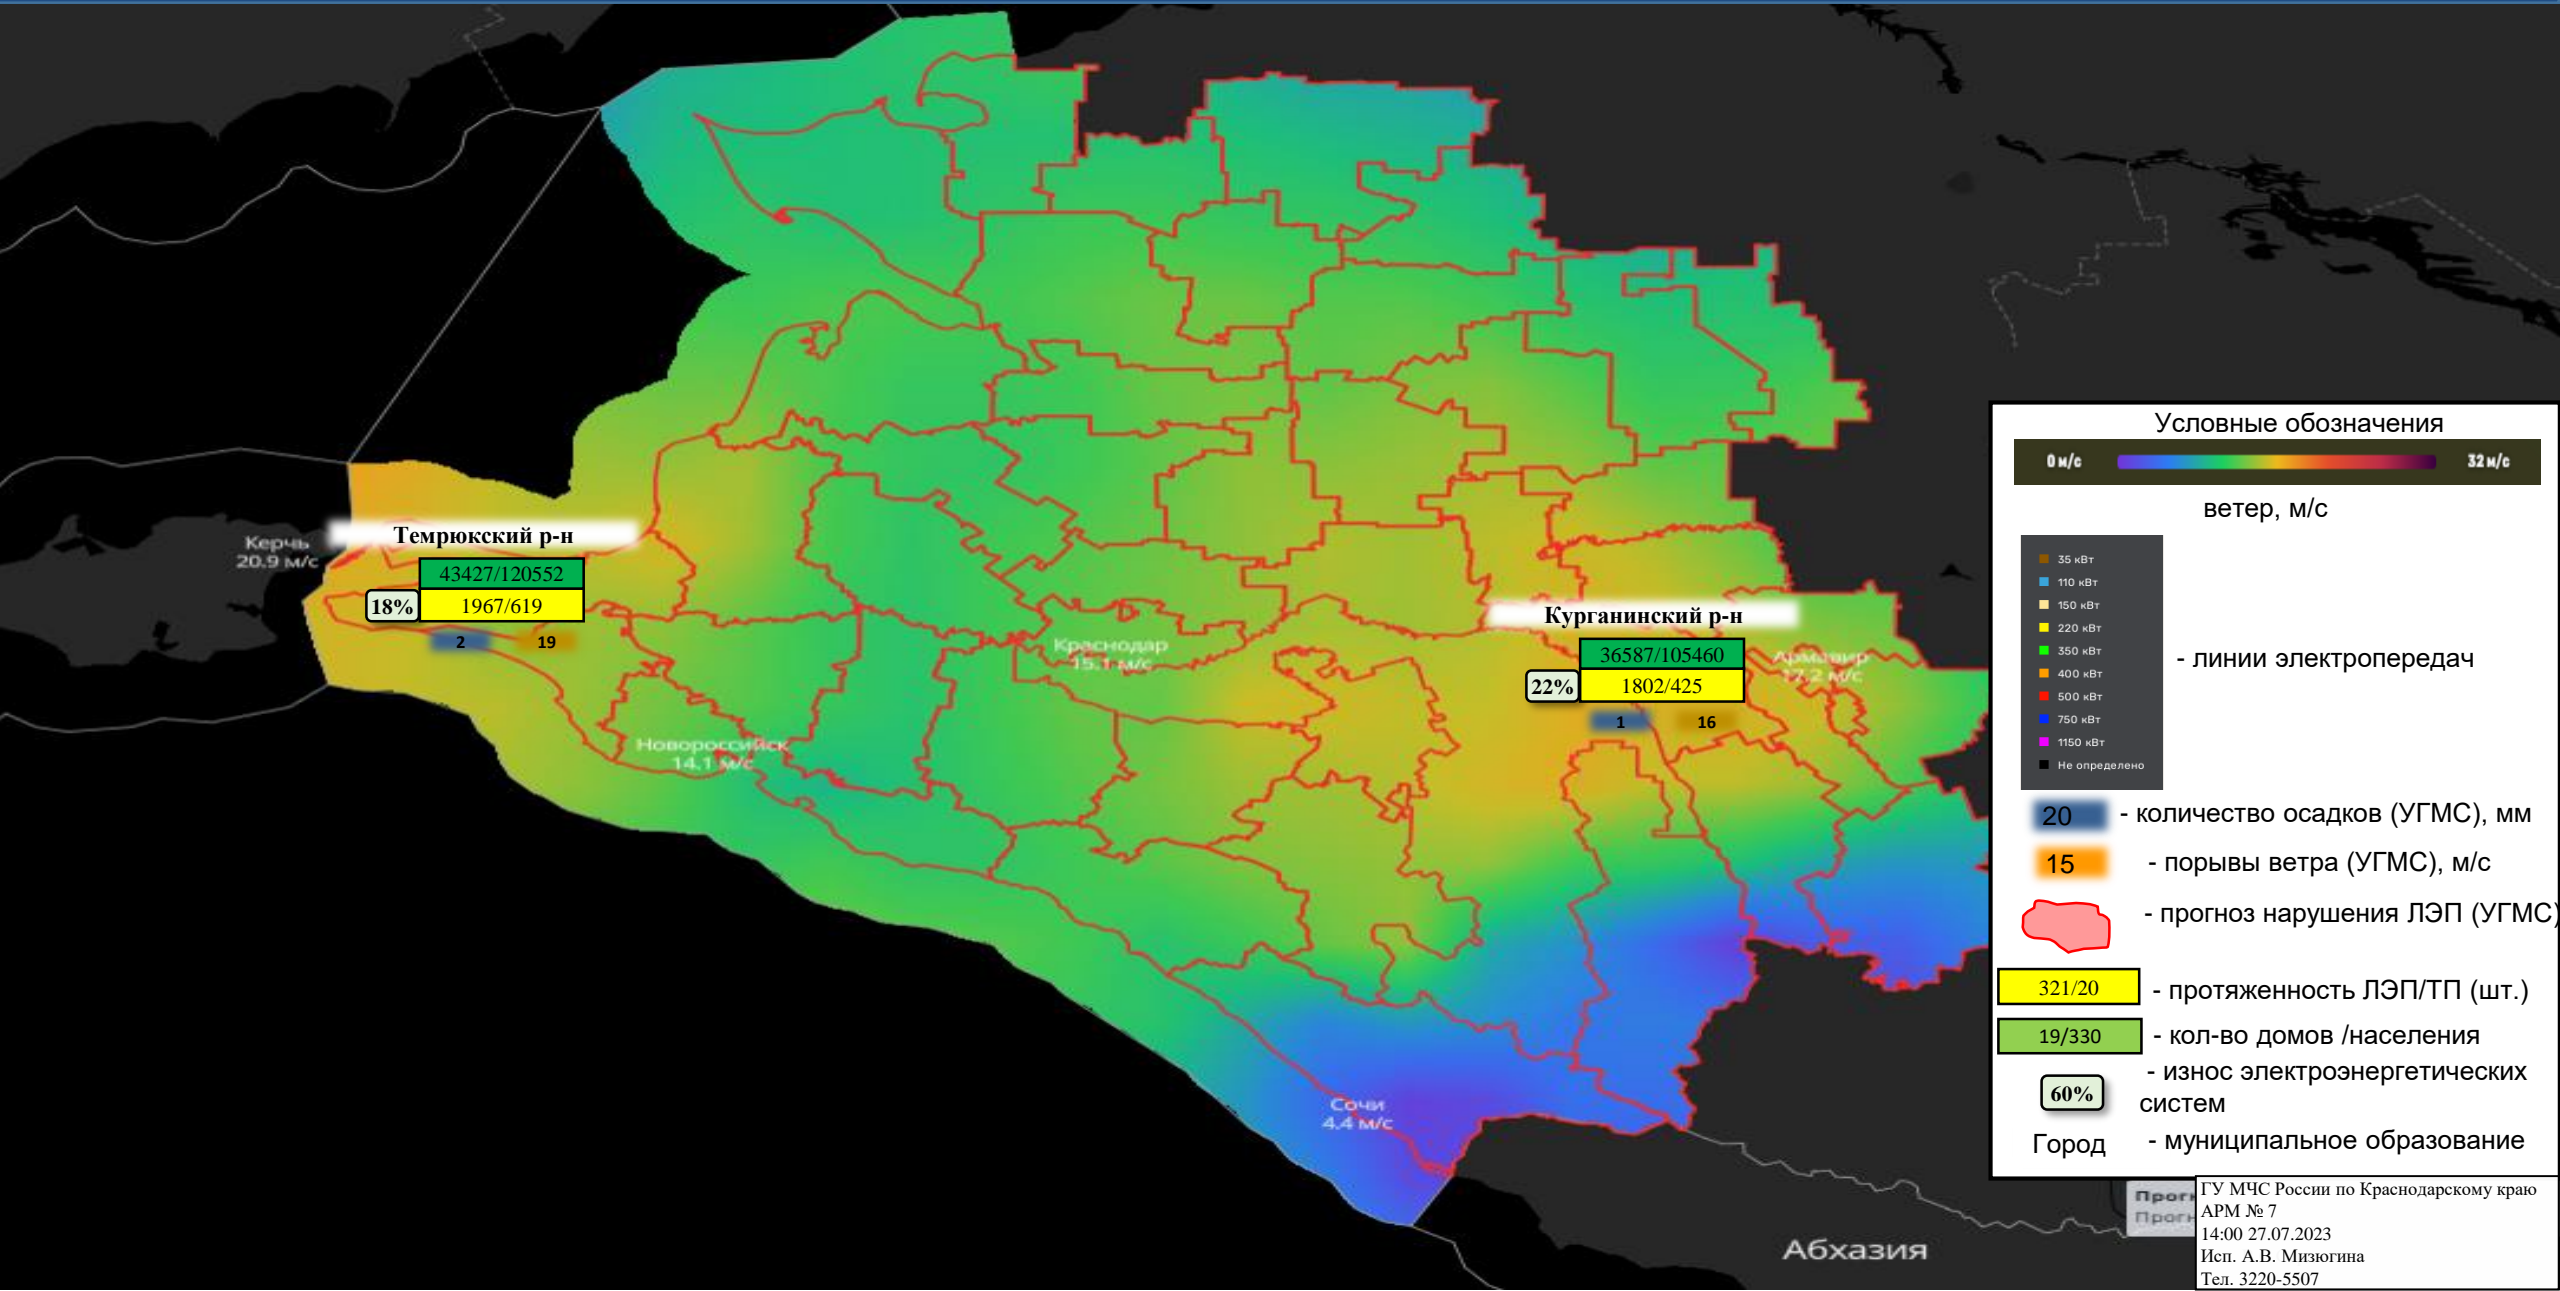 Керчь
20.9 м/с
Темрюкский р-н
43427/120552
18%
1967/619
2
19
Новороссийск
14.1 м/с
Краснодар
15.1 м/с
Курганинский р-н
36587/105460
22%
1802/425
1
16
Армавир
17.2 м/с
Сочи
4.4 м/с
Абхазия
Условные обозначения
0 м/с
32 м/с
ветер, м/с
35 кВт
110 кВт
150 кВт
220 кВт
350 кВт
400 кВт
500 кВт
750 кВт
1150 кВт
Не определено
- линии электропередач
20 - количество осадков (УГМС), мм
15 - порывы ветра (УГМС), м/с
- прогноз нарушения ЛЭП (УГМС)
321/20 - протяженность ЛЭП/ТП (шт.)
19/330 - кол-во домов /населения
60% - износ электроэнергетических
систем
Город - муниципальное образование
ГУ МЧС России по Краснодарскому краю
АРМ № 7
14:00 27.07.2023
Исп. А.В. Мизюгина
Тел. 3220-5507